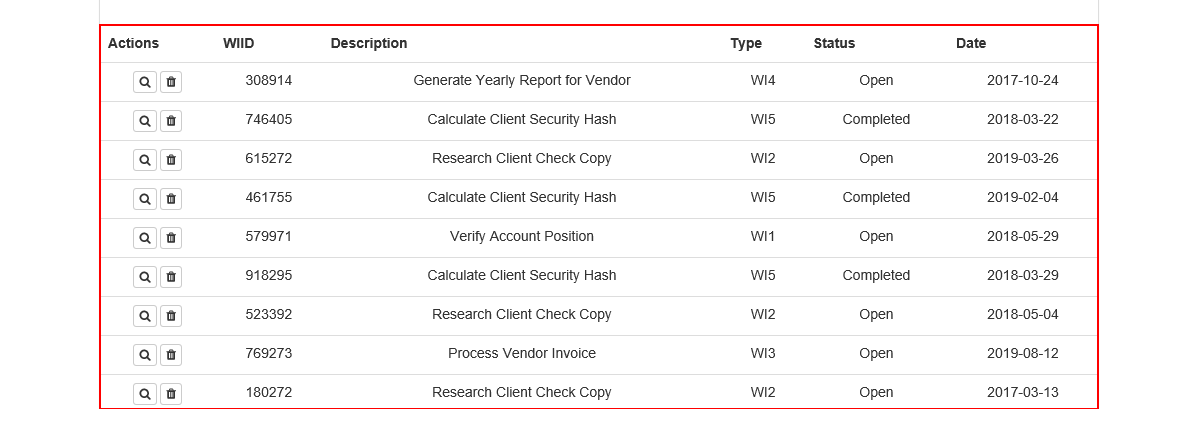 Actions WIID Description Type Status Date
308914 Generate Yearly Report for Vendor WI4 Open 2017-10-24
746405 Calculate Client Security Hash WI5 Completed 2018-03-22
615272 Research Client Check Copy WI2 Open 2019-03-26
461755 Calculate Client Security Hash WI5 Completed 2019-02-04
579971 Verify Account Position WI1 Open 2018-05-29
918295 Calculate Client Security Hash WI5 Completed 2018-03-29
523392 Research Client Check Copy WI2 Open 2018-05-04
769273 Process Vendor Invoice WI3 Open 2019-08-12
180272 Research Client Check Copy WI2 Open 2017-03-13